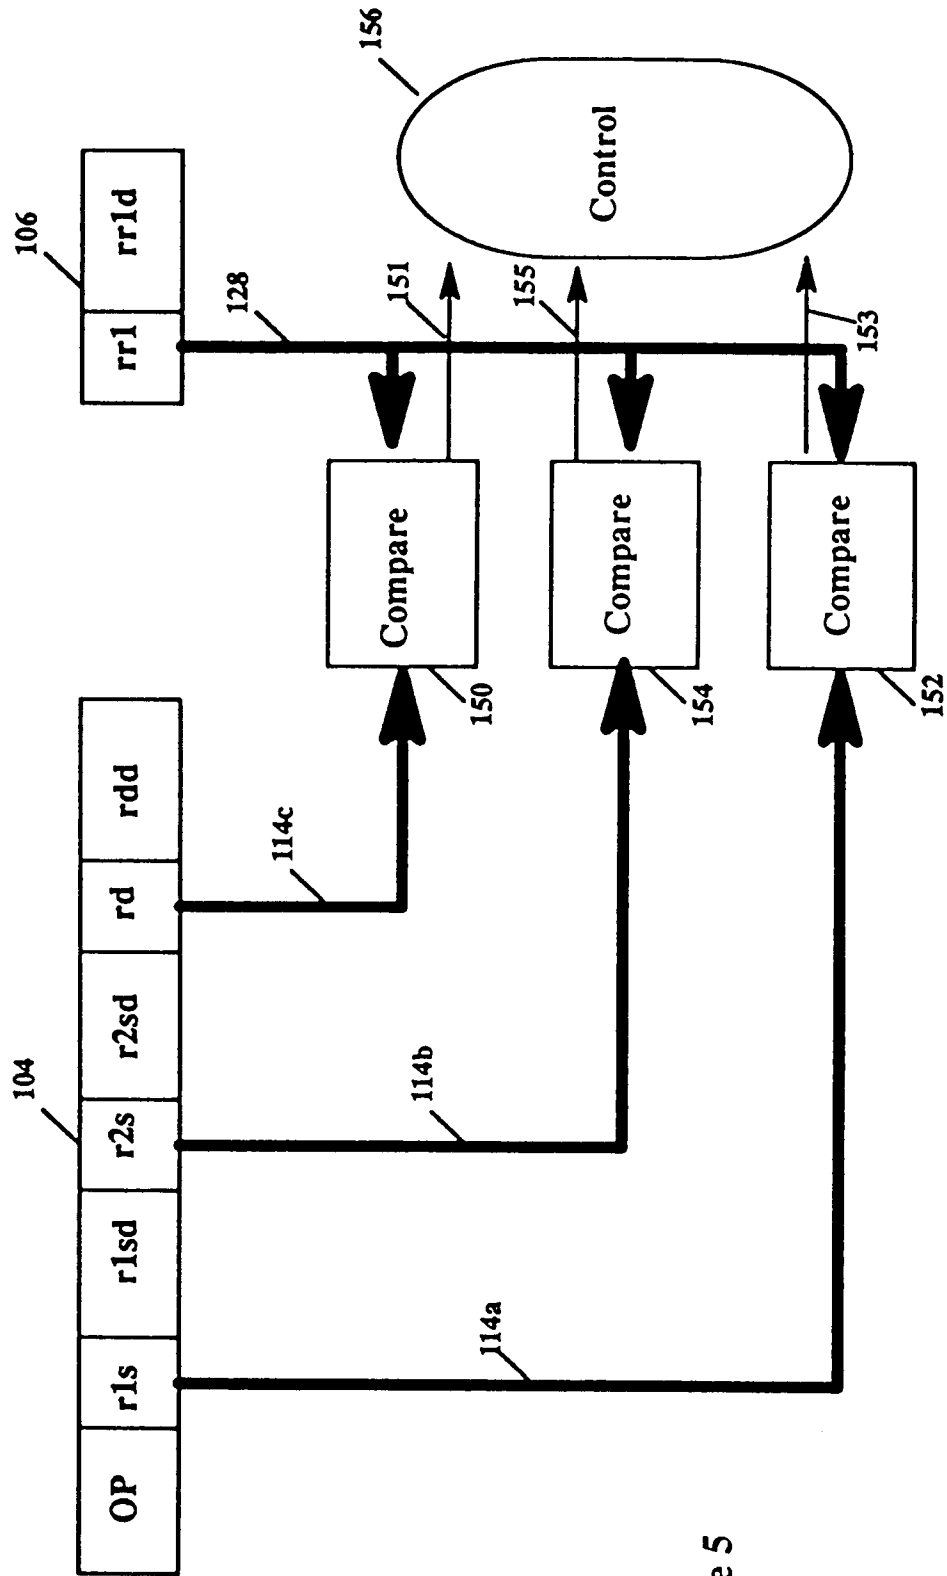 104
106
OP r1s r1sd r2s r2sd rd rdd
rr1 rr1d
128
114c
151
Compare
150
114b
155
Compare
154
114a
153
Compare
152
156
Control
e 5